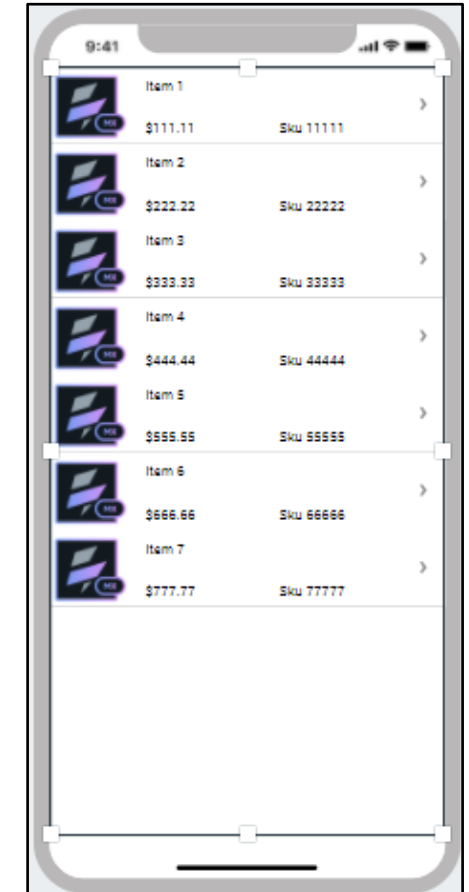 9:41
Item 1
$111.11 Sku 11111
Item 2
$222.22 Sku 22222
Item 3
$333.33 Sku 33333
Item 4
$444.44 Sku 44444
Item 5
$555.55 Sku 55555
Item 6
$666.66 Sku 66666
Item 7
$777.77 Sku 77777